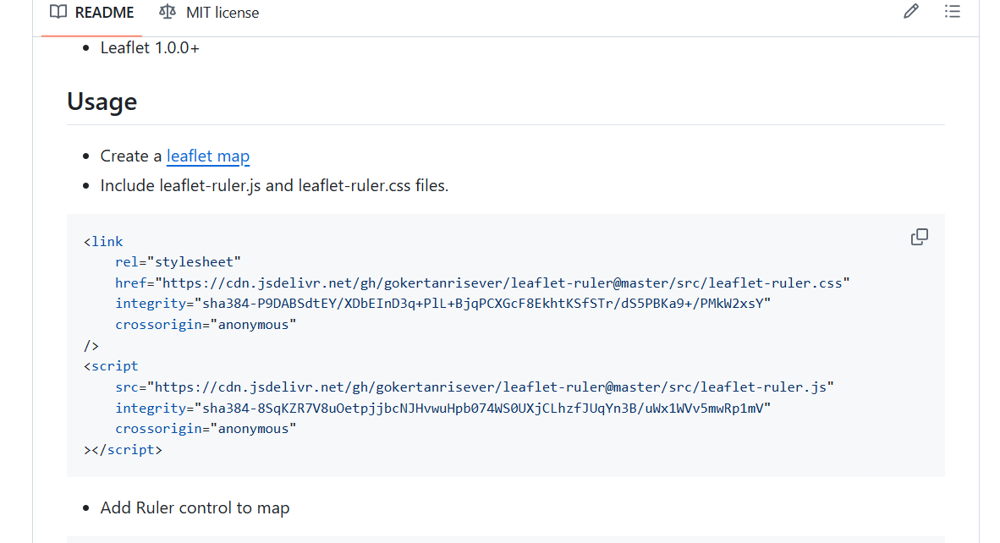 README MIT license
Leaflet 1.0.0+
Usage
Create a leaflet map
Include leaflet-ruler.js and leaflet-ruler.css files.
<link
rel="stylesheet"
href="https://cdn.jsdelivr.net/gh/gokertanrisever/leaflet-ruler@master/src/leaflet-ruler.css"
integrity="sha384-P9DABSdtEY/XDbEInD3q+PlL+BjqPCXGcF8EkhtKSfSTr/dS5PBKa9+/PMkW2xsY"
crossorigin="anonymous"
/>
<script
src="https://cdn.jsdelivr.net/gh/gokertanrisever/leaflet-ruler@master/src/leaflet-ruler.js"
integrity="sha384-8SqKZR7V8uOetpjjbcNJHvwuHpb074WS0UXjCLhzfJUqYn3B/uWx1WVv5mwRp1mV"
crossorigin="anonymous"
></script>
Add Ruler control to map